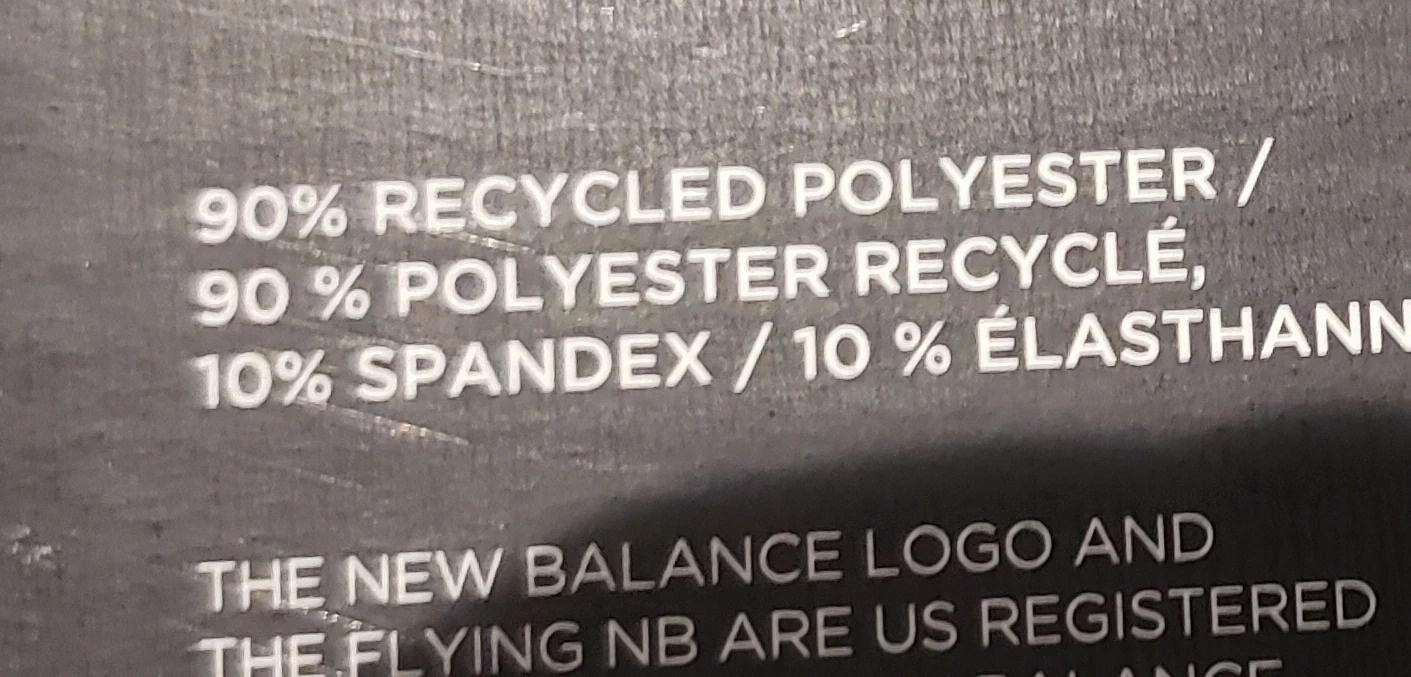 90% RECYCLED POLYESTER /
90 % POLYESTER RECYCLÉ,
10% SPANDEX / 10 % ÉLASTHANN
THE NEW BALANCE LOGO AND
THE FLYING NB ARE US REGISTERED
BALANCE